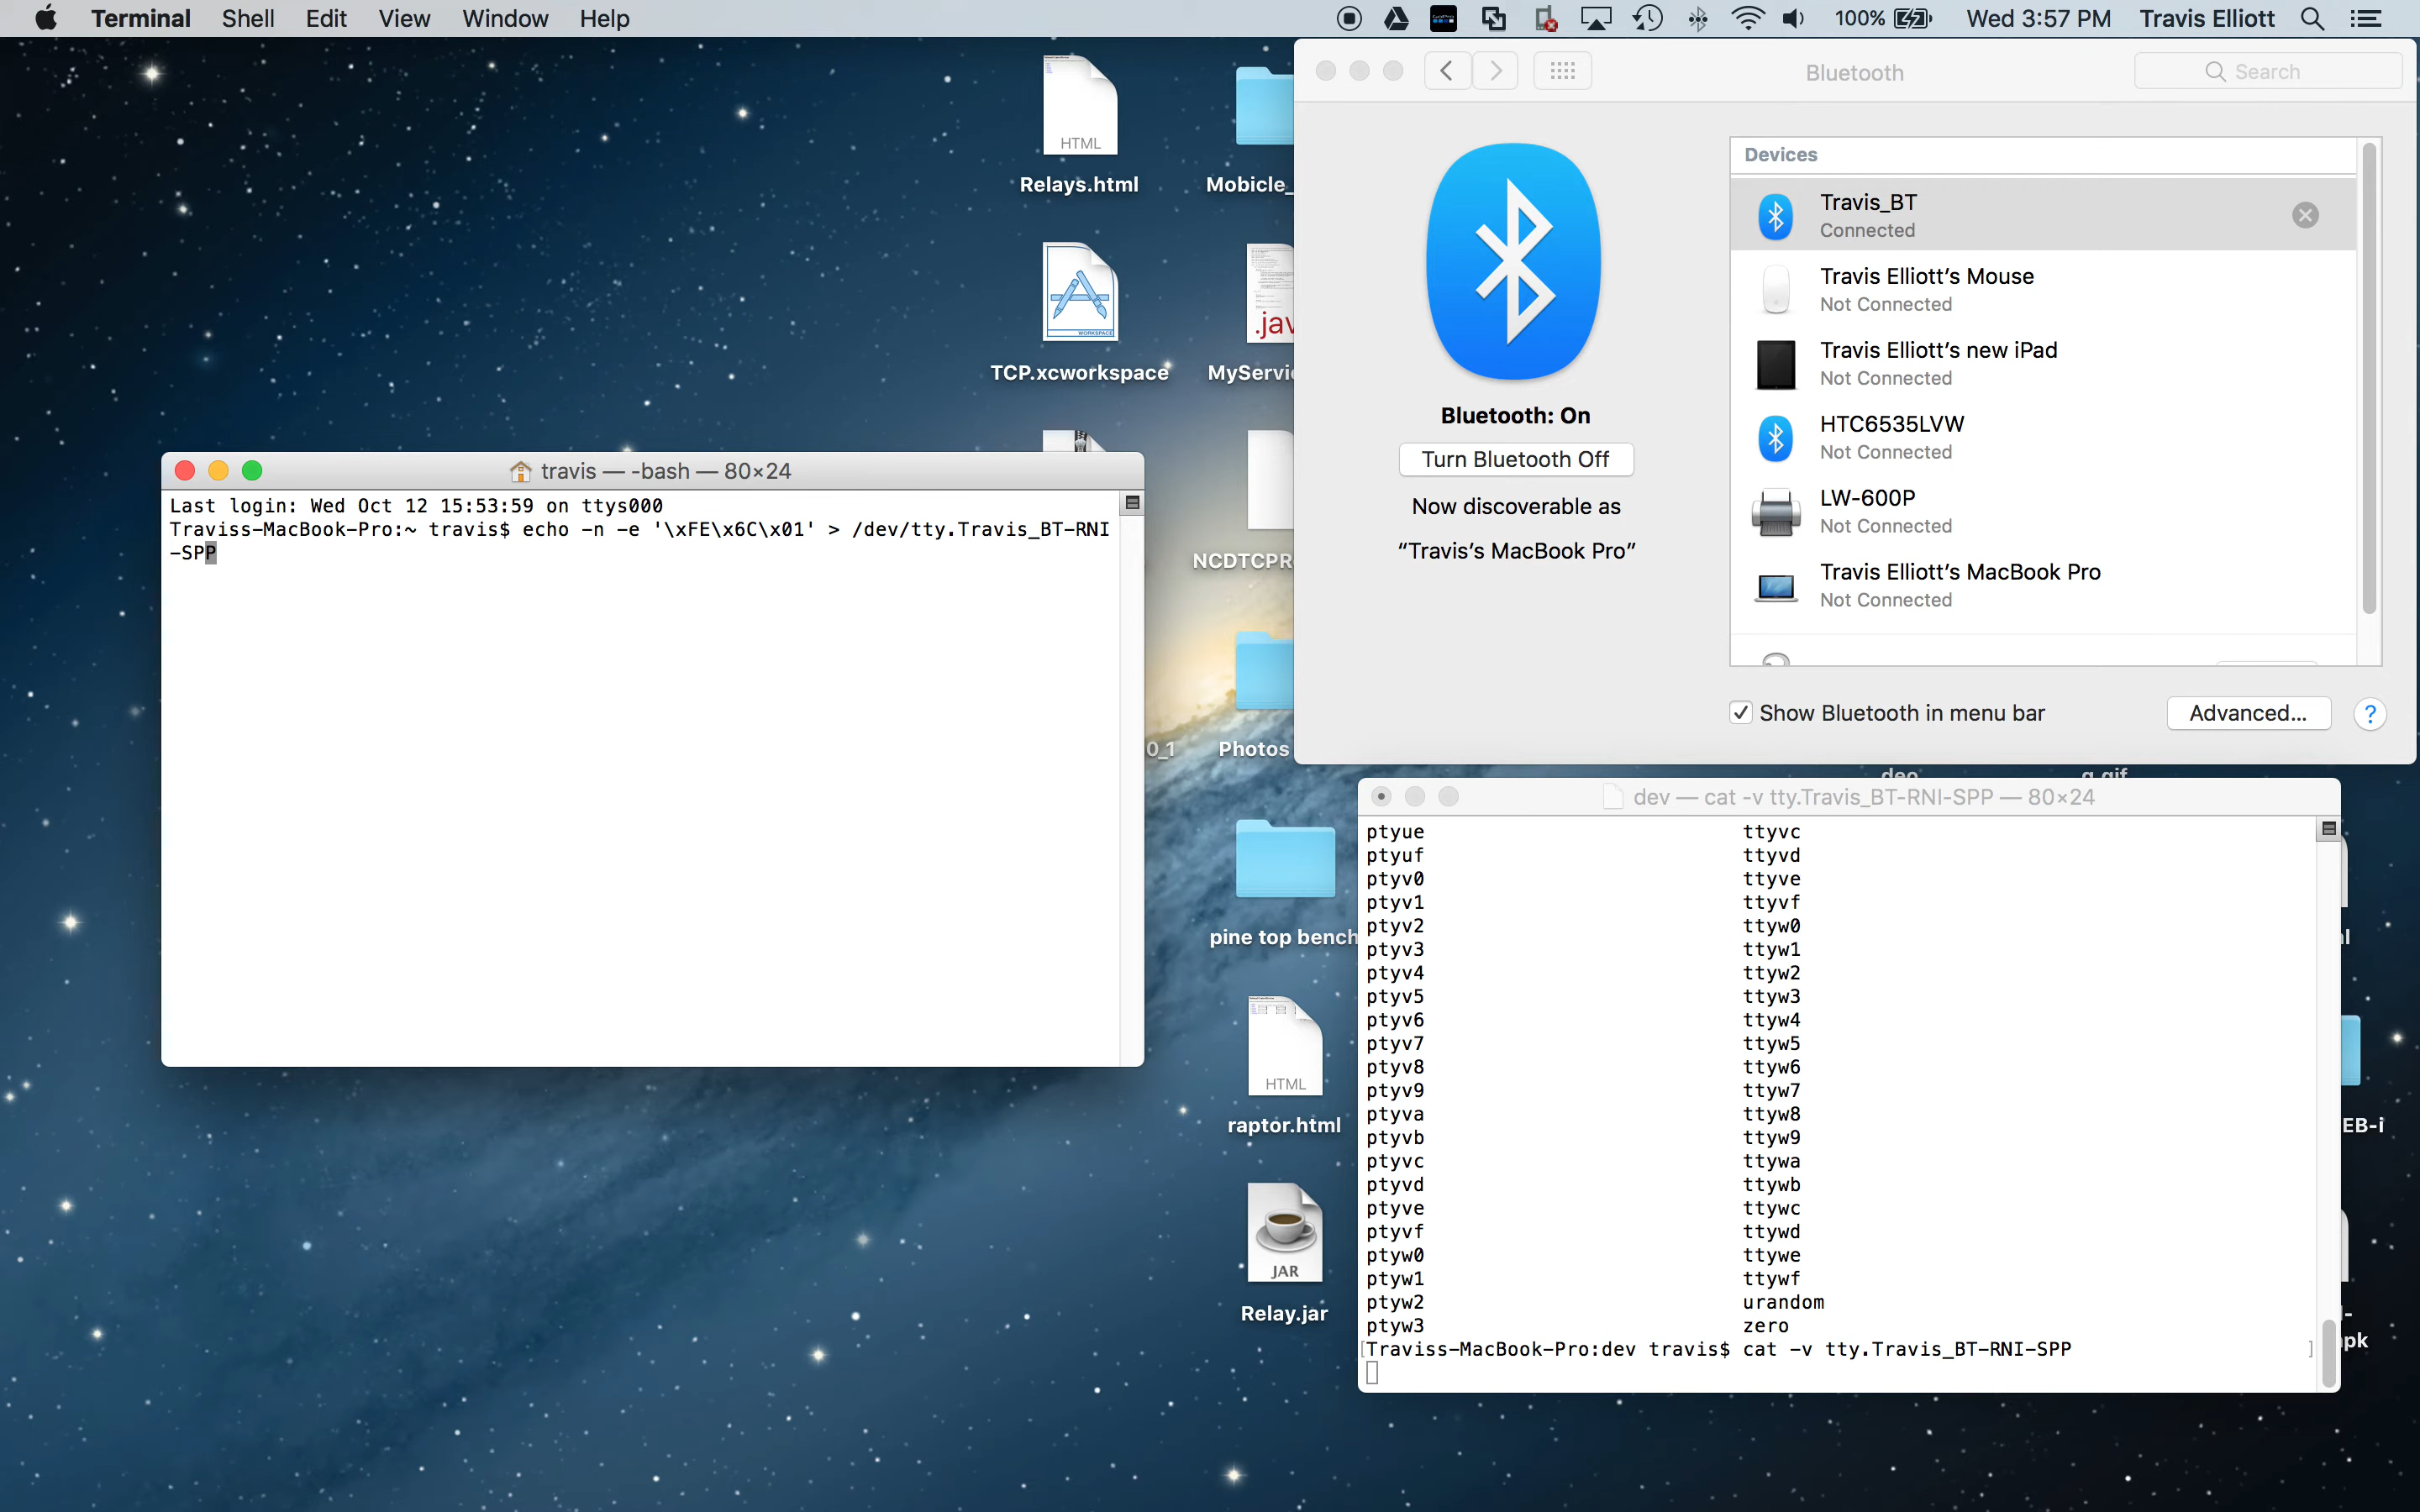 Terminal Shell Edit View Window Help
100% Wed 3:57 PM Travis Elliott
HTML
Relays.html
Mobicle_
WORKSPACE
TCP.xcworkspace
MyServi
NCDTCPR
0_1
Photos
pine top bench
HTML
raptor.html
JAR
Relay.jar
travis — -bash — 80×24
Last login: Wed Oct 12 15:53:59 on ttys000
Traviss-MacBook-Pro:~ travis$ echo -n -e '\xFE\x6C\x01' > /dev/tty.Travis_BT-RNI
-SPP
Bluetooth
Search
Bluetooth: On
Turn Bluetooth Off
Now discoverable as
“Travis’s MacBook Pro”
Devices
Travis_BT
Connected
Travis Elliott’s Mouse
Not Connected
Travis Elliott’s new iPad
Not Connected
HTC6535LVW
Not Connected
LW-600P
Not Connected
Travis Elliott’s MacBook Pro
Not Connected
Show Bluetooth in menu bar
Advanced...
?
dev — cat -v tty.Travis_BT-RNI-SPP — 80×24
ptyue ttyvc
ptyuf ttyvd
ptyv0 ttyve
ptyv1 ttyvf
ptyv2 ttyw0
ptyv3 ttyw1
ptyv4 ttyw2
ptyv5 ttyw3
ptyv6 ttyw4
ptyv7 ttyw5
ptyv8 ttyw6
ptyv9 ttyw7
ptyva ttyw8
ptyvb ttyw9
ptyvc ttywa
ptyvd ttywb
ptyve ttywc
ptyvf ttywd
ptyw0 ttywe
ptyw1 ttywf
ptyw2 urandom
ptyw3 zero
[Traviss-MacBook-Pro:dev travis$ cat -v tty.Travis_BT-RNI-SPP ]
EB-i
pk